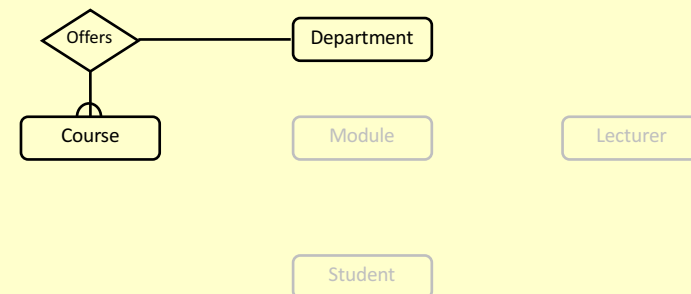 Offers
Department
Course
Module
Lecturer
Student